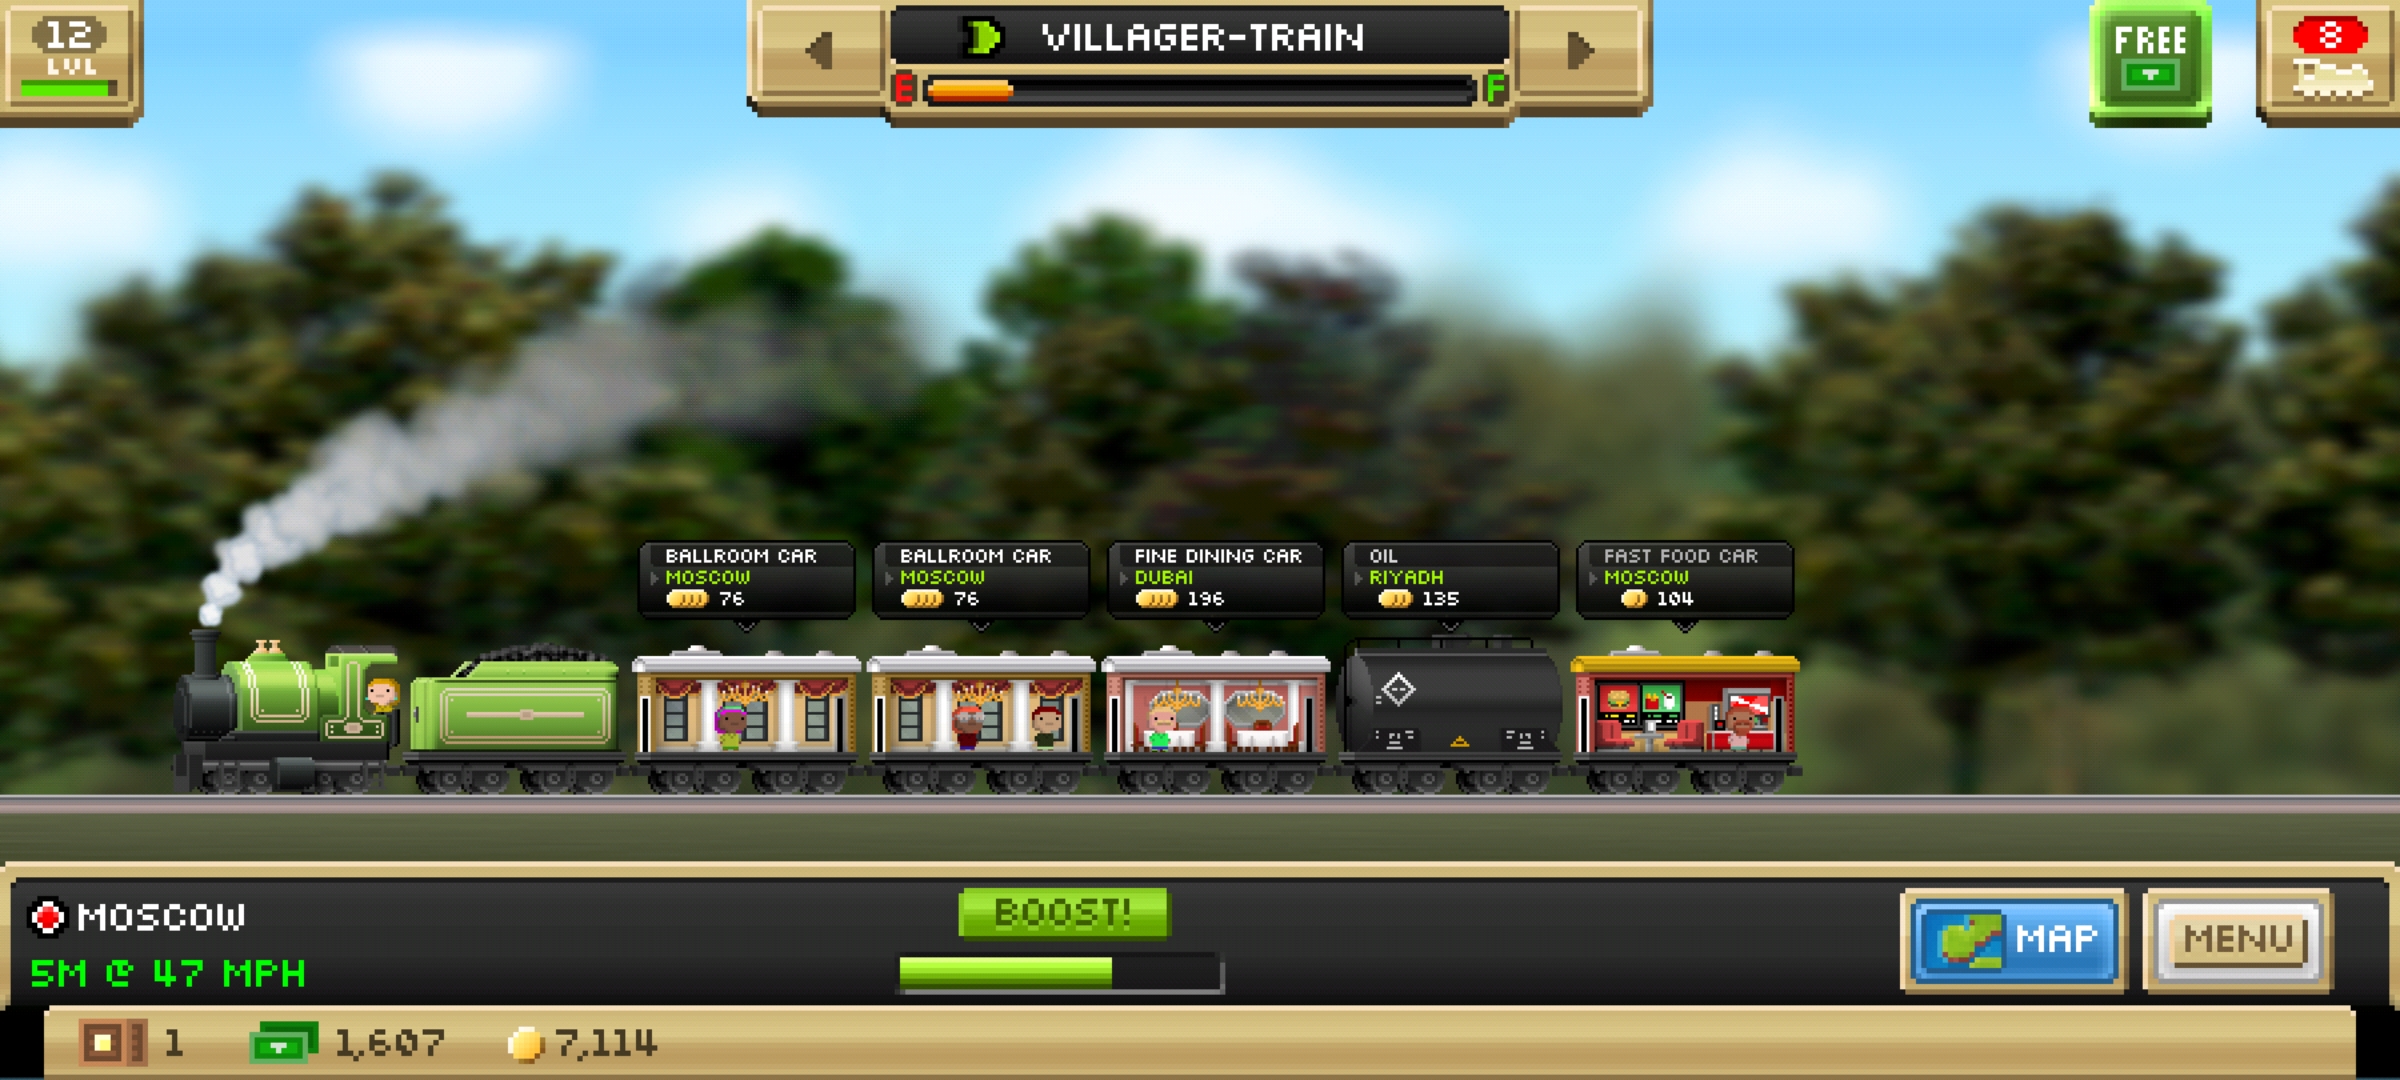 12
LVL
VILLAGER-TRAIN
E F
FREE
8
BALLROOM CAR
MOSCOW
76
BALLROOM CAR
MOSCOW
76
FINE DINING CAR
DUBAI
196
OIL
RIYADH
135
FAST FOOD CAR
MOSCOW
104
MOSCOW
5M @ 47 MPH
BOOST!
MAP
MENU
1
1,607
7,114